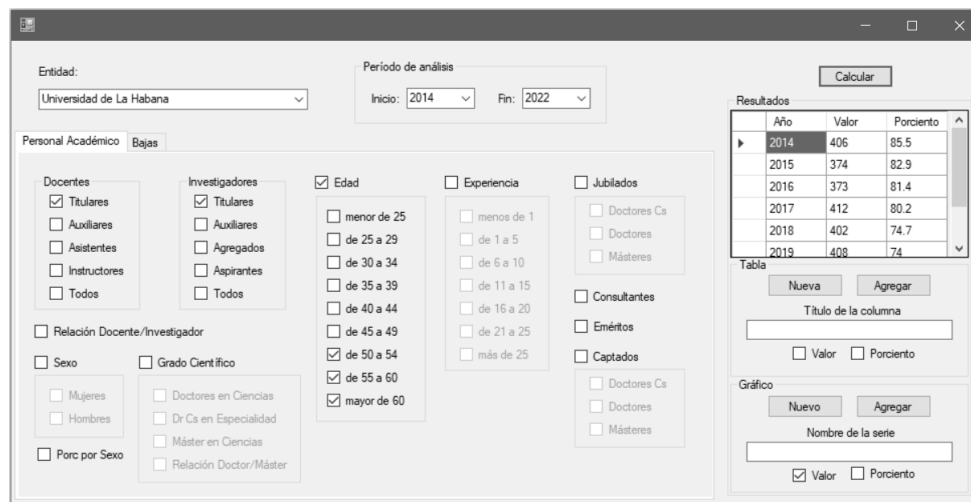 Entidad:
Universidad de La Habana
Período de análisis
Inicio: 2014 Fin: 2022
Calcular
Personal Académico Bajas
Docentes
Titulares
Auxiliares
Asistentes
Instructores
Todos
Investigadores
Titulares
Auxiliares
Agregados
Aspirantes
Todos
Relación Docente/Investigador
Sexo
Mujeres
Hombres
Porc por Sexo
Grado Científico
Doctores en Ciencias
Dr Cs en Especialidad
Máster en Ciencias
Relación Doctor/Máster
Edad
menor de 25
de 25 a 29
de 30 a 34
de 35 a 39
de 40 a 44
de 45 a 49
de 50 a 54
de 55 a 60
mayor de 60
Experiencia
menos de 1
de 1 a 5
de 6 a 10
de 11 a 15
de 16 a 20
de 21 a 25
más de 25
Jubilados
Doctores Cs
Doctores
Másteres
Consultantes
Eméritos
Captados
Doctores Cs
Doctores
Másteres
Resultados
Año Valor Porciento
2014 406 85.5
2015 374 82.9
2016 373 81.4
2017 412 80.2
2018 402 74.7
2019 408 74
Tabla
Nueva Agregar
Título de la columna
Valor Porciento
Gráfico
Nuevo Agregar
Nombre de la serie
Valor Porciento